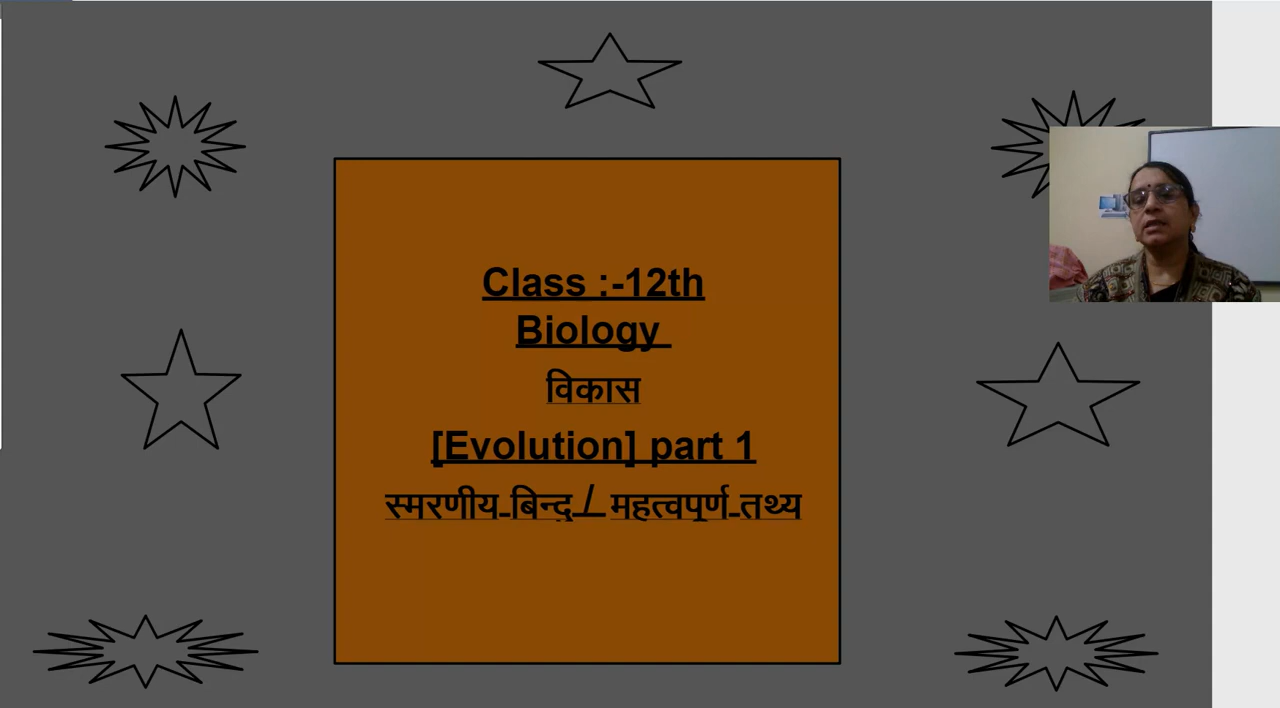 Class :-12th
Biology
विकास
[Evolution] part 1
स्मरणीय बिन्दु / महत्वपूर्ण तथ्य